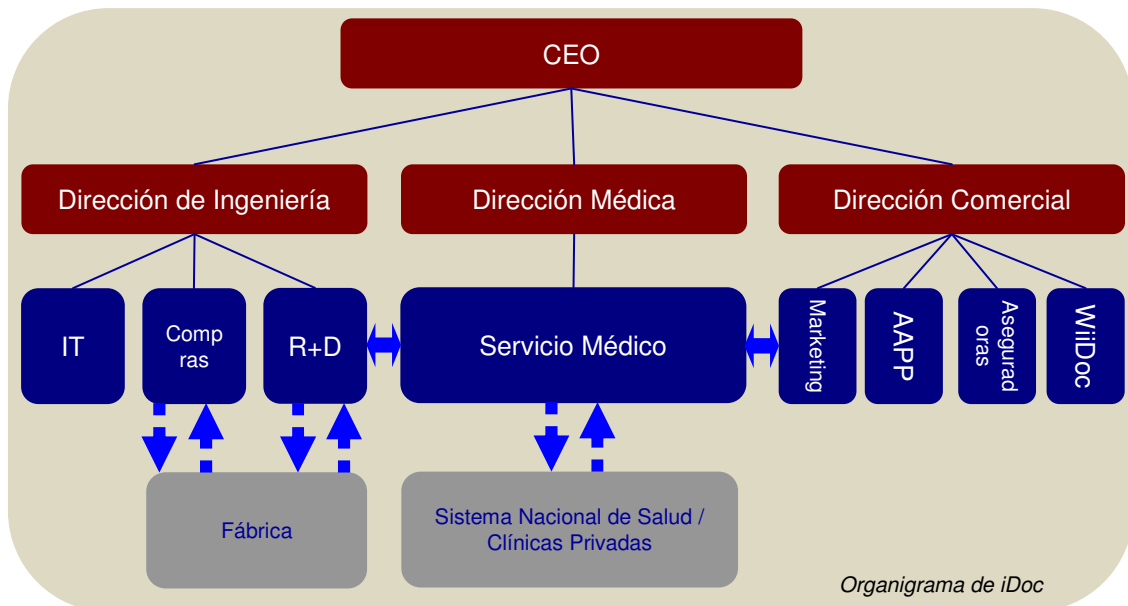 CEO
Dirección de Ingeniería
Dirección Médica
Dirección Comercial
IT
Comp
ras
R+D
Servicio Médico
Marketing
AAPP
Asegurad
oras
WiiDoc
Fábrica
Sistema Nacional de Salud /
Clínicas Privadas
Organigrama de iDoc